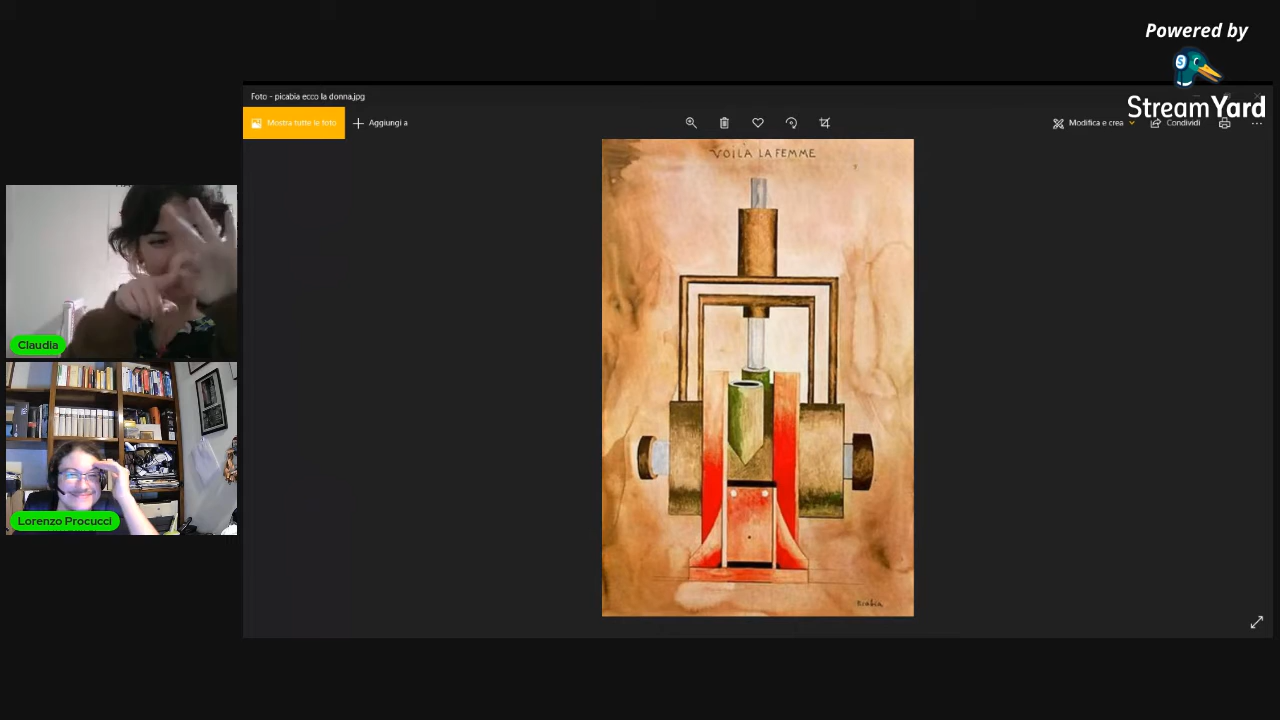 Powered by
StreamYard
Foto - picabia ecco la donna.jpg
Mostra tutte le foto
Aggiungi a
Modifica e crea
Condividi
VOILÀ LA FEMME
Claudia
Lorenzo Procucci
Picabia